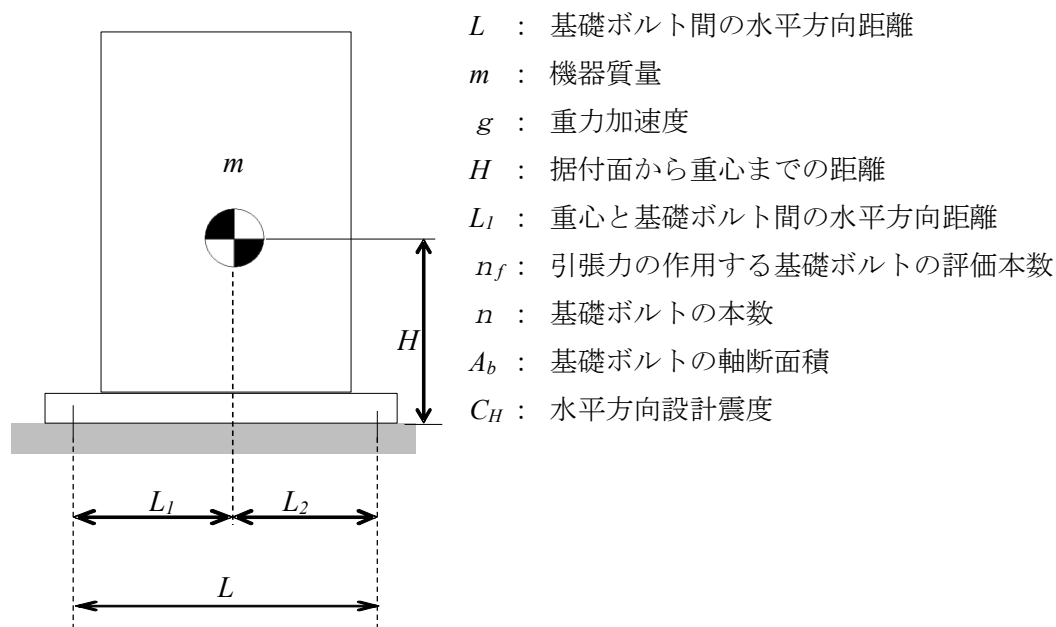 L : 基礎ボルト間の水平方向距離
m : 機器質量
g : 重力加速度
H : 据付面から重心までの距離
L1 : 重心と基礎ボルト間の水平方向距離
nf : 引張力の作用する基礎ボルトの評価本数
n : 基礎ボルトの本数
Ab : 基礎ボルトの軸断面積
CH : 水平方向設計震度
m
H
L1
L2
L